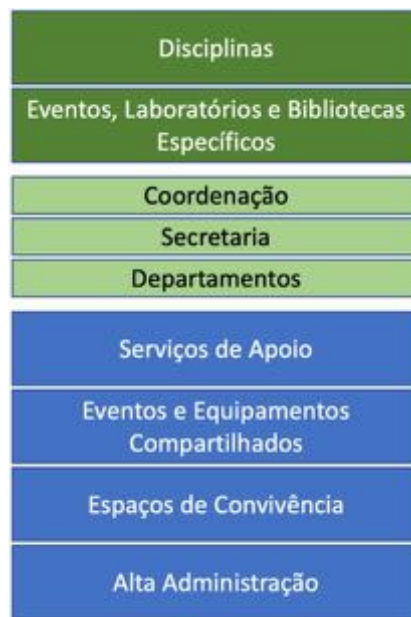 Disciplinas
Eventos, Laboratórios e Bibliotecas
Específicos
Coordenação
Secretaria
Departamentos
Serviços de Apoio
Eventos e Equipamentos
Compartilhados
Espaços de Convivência
Alta Administração